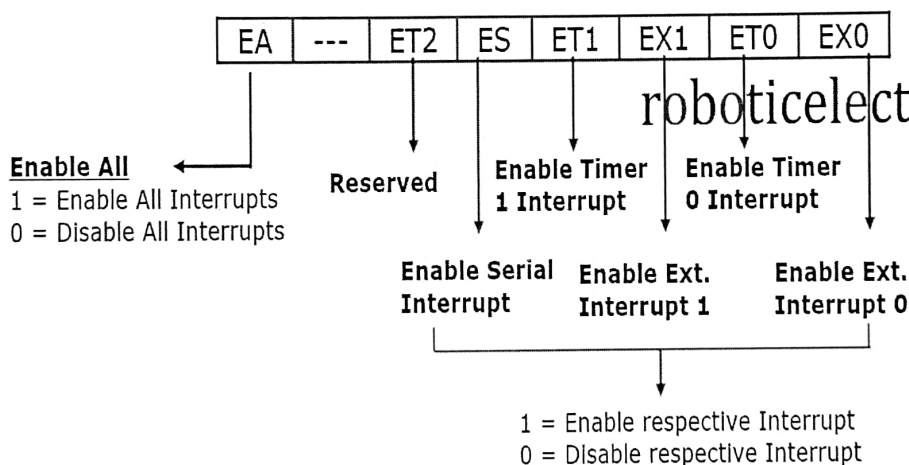 EA --- ET2 ES ET1 EX1 ET0 EX0
roboticelect
Enable All
1 = Enable All Interrupts
0 = Disable All Interrupts
Reserved
Enable Timer
1 Interrupt
Enable Timer
0 Interrupt
Enable Serial
Interrupt
Enable Ext.
Interrupt 1
Enable Ext.
Interrupt 0
1 = Enable respective Interrupt
0 = Disable respective Interrupt